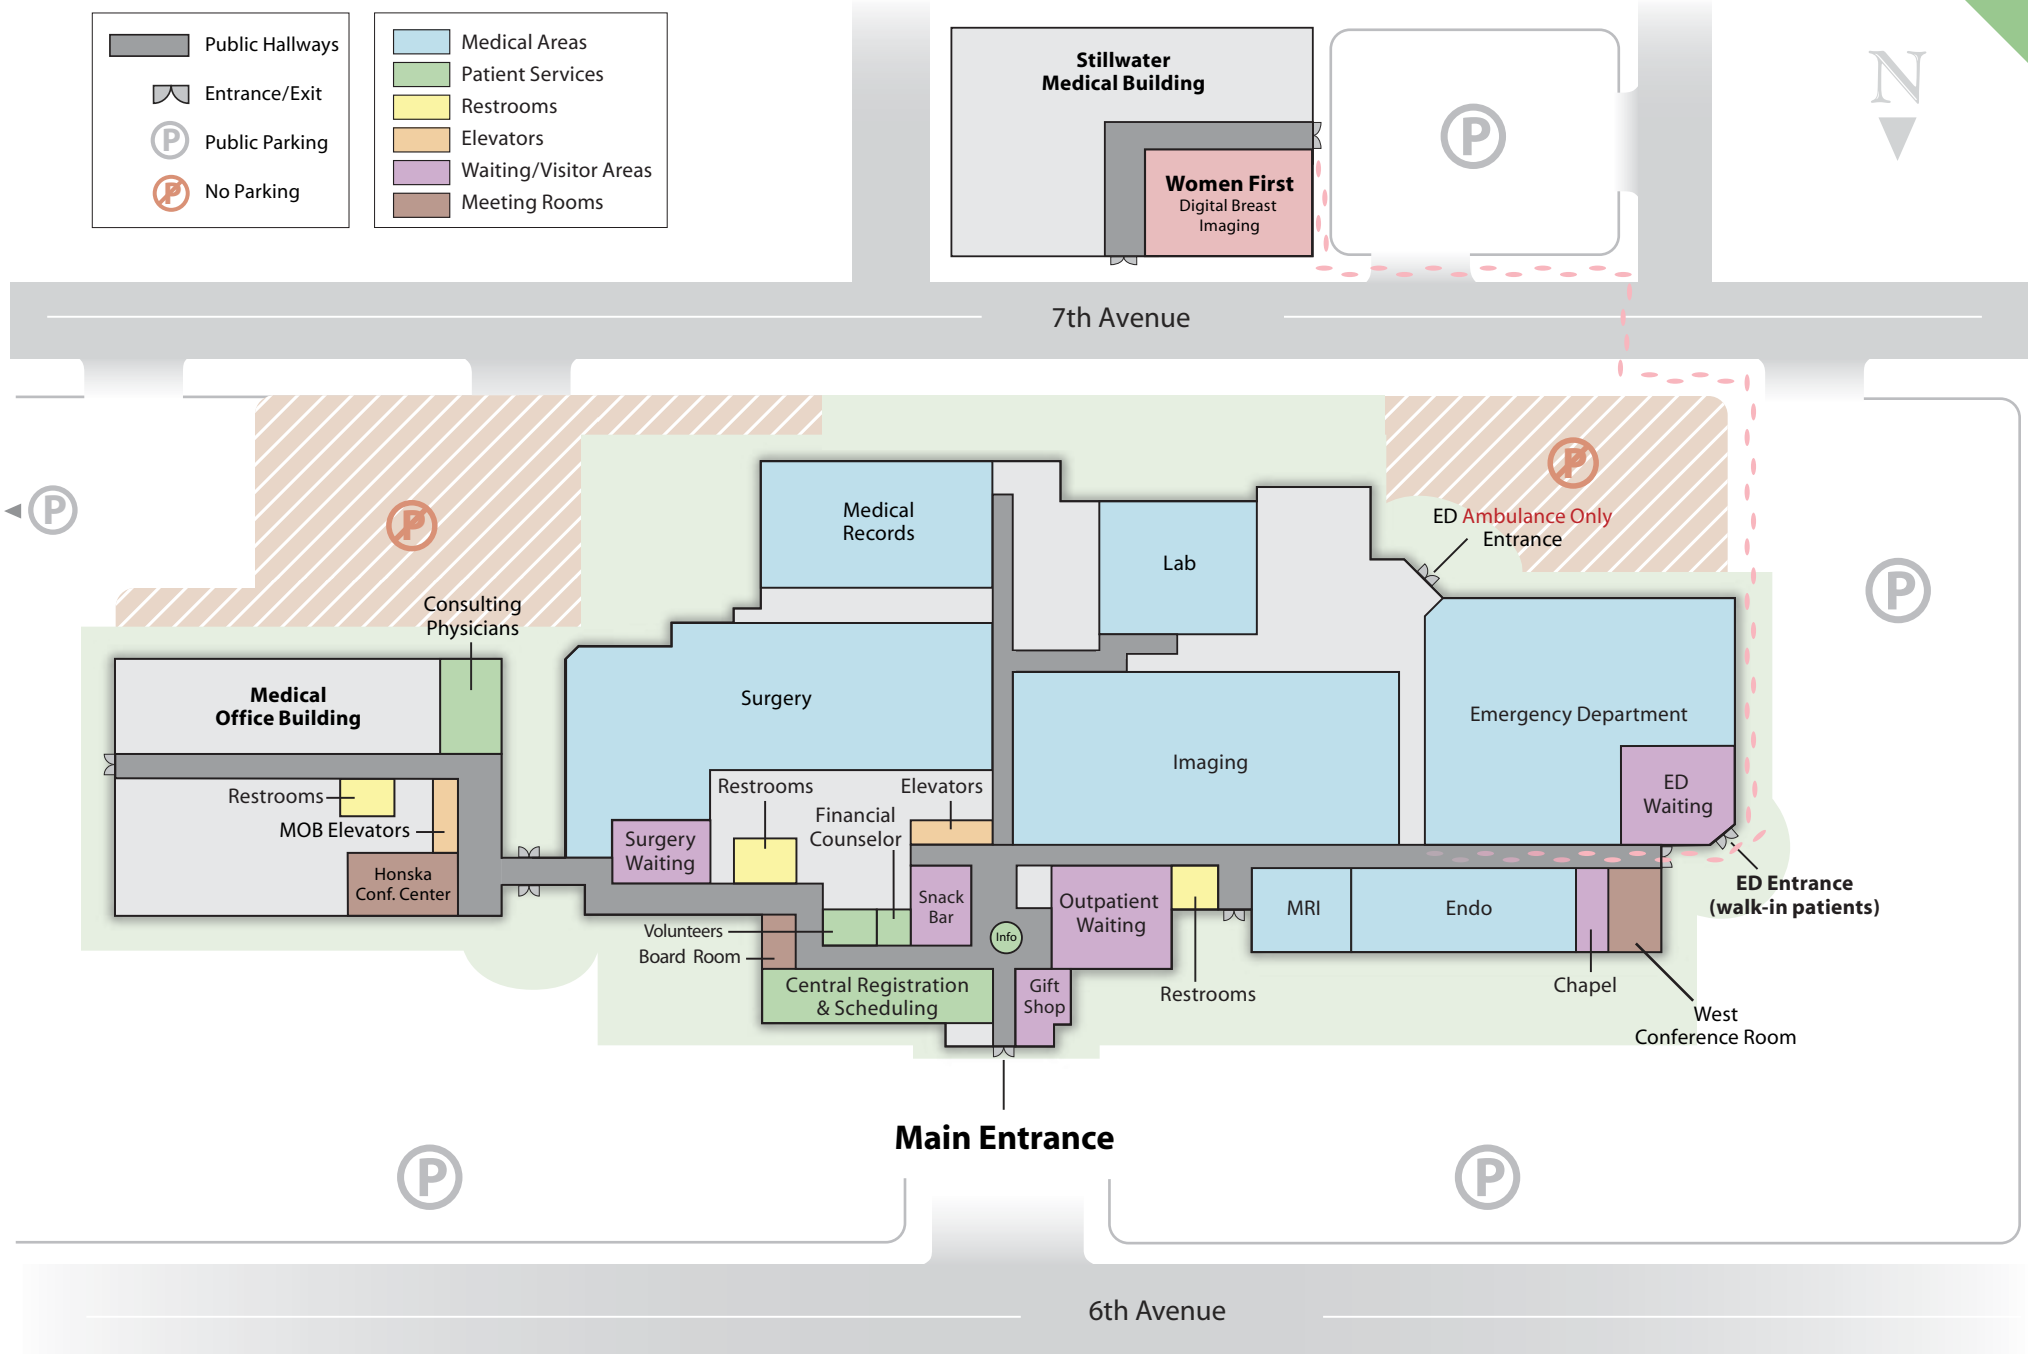 Public Hallways
Entrance/Exit
P
Public Parking
P
No Parking
Medical Areas
Patient Services
Restrooms
Elevators
Waiting/Visitor Areas
Meeting Rooms
Stillwater
Medical Building
Women First
Digital Breast
Imaging
P
N
7th Avenue
P
P
P
P
ED Ambulance Only
Entrance
Medical
Records
Lab
Consulting
Physicians
Medical
Office Building
Surgery
Emergency Department
Imaging
ED
Waiting
Restrooms
MOB Elevators
Honska
Conf. Center
Restrooms
Elevators
Financial
Counselor
Surgery
Waiting
Snack
Bar
Outpatient
Waiting
MRI
Endo
ED Entrance
(walk-in patients)
Volunteers
Board Room
Info
Central Registration
& Scheduling
Gift
Shop
Restrooms
Chapel
West
Conference Room
Main Entrance
P
P
6th Avenue